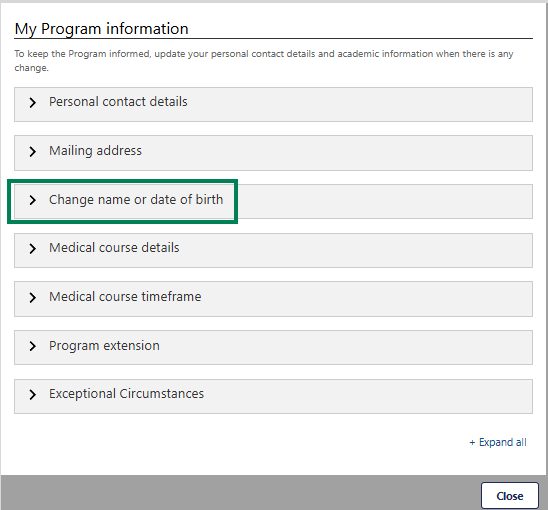 My Program information
To keep the Program informed, update your personal contact details and academic information when there is any
change.
Personal contact details
Mailing address
Change name or date of birth
Medical course details
Medical course timeframe
Program extension
Exceptional Circumstances
+ Expand all
Close